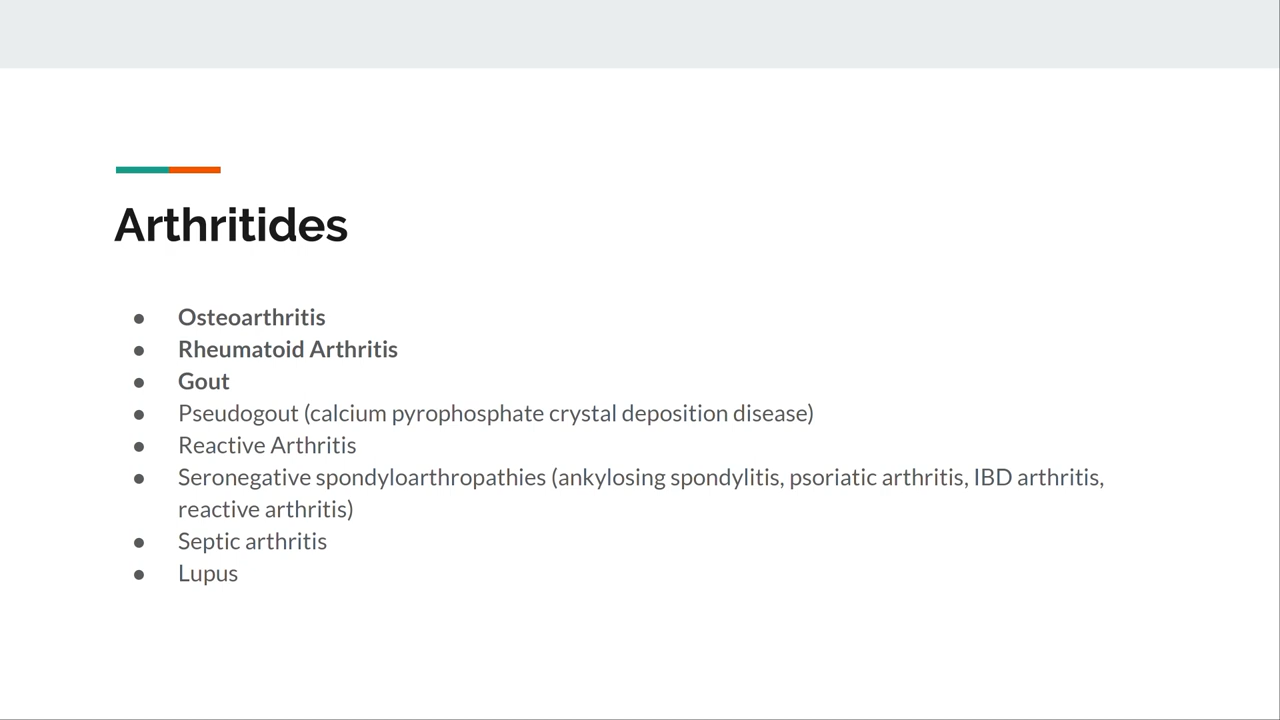 Arthritides
● Osteoarthritis
● Rheumatoid Arthritis
● Gout
● Pseudogout (calcium pyrophosphate crystal deposition disease)
● Reactive Arthritis
● Seronegative spondyloarthropathies (ankylosing spondylitis, psoriatic arthritis, IBD arthritis,
reactive arthritis)
● Septic arthritis
● Lupus